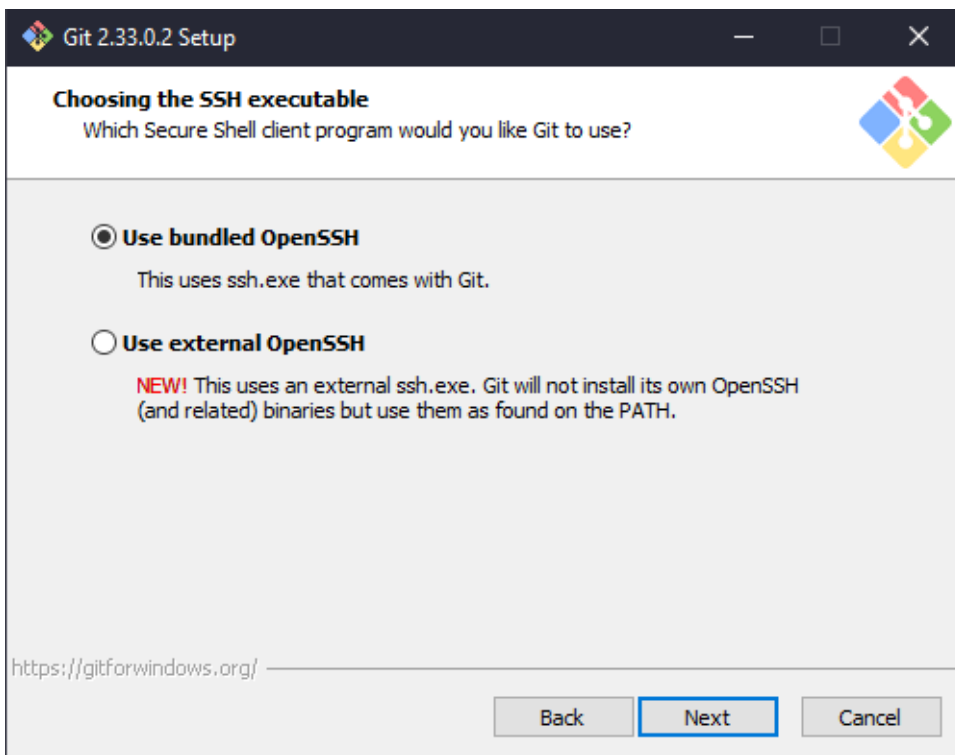 Git 2.33.0.2 Setup
Choosing the SSH executable
Which Secure Shell client program would you like Git to use?
Use bundled OpenSSH
This uses ssh.exe that comes with Git.
Use external OpenSSH
NEW! This uses an external ssh.exe. Git will not install its own OpenSSH
(and related) binaries but use them as found on the PATH.
https://gitforwindows.org/
Back Next Cancel